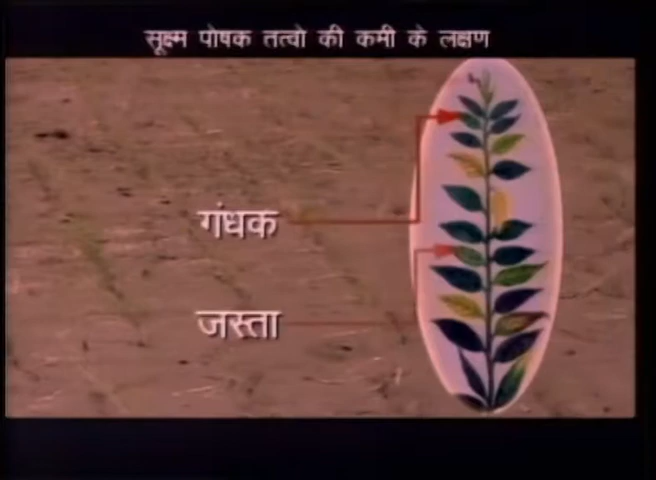 सूक्ष्म पोषक तत्वो की कमी के लक्षण
गंधक
जस्ता